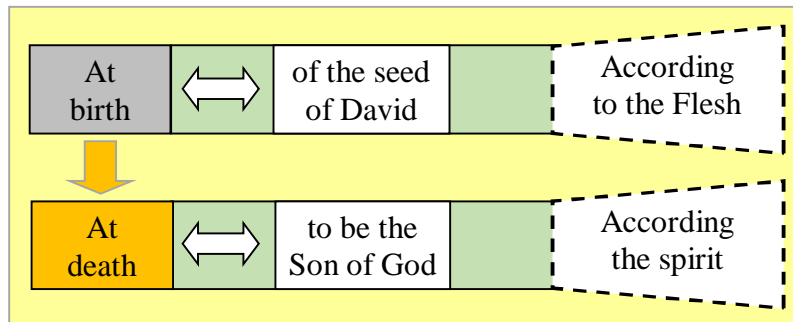 At
birth
of the seed
of David
According
to the Flesh
At
death
to be the
Son of God
According
the spirit